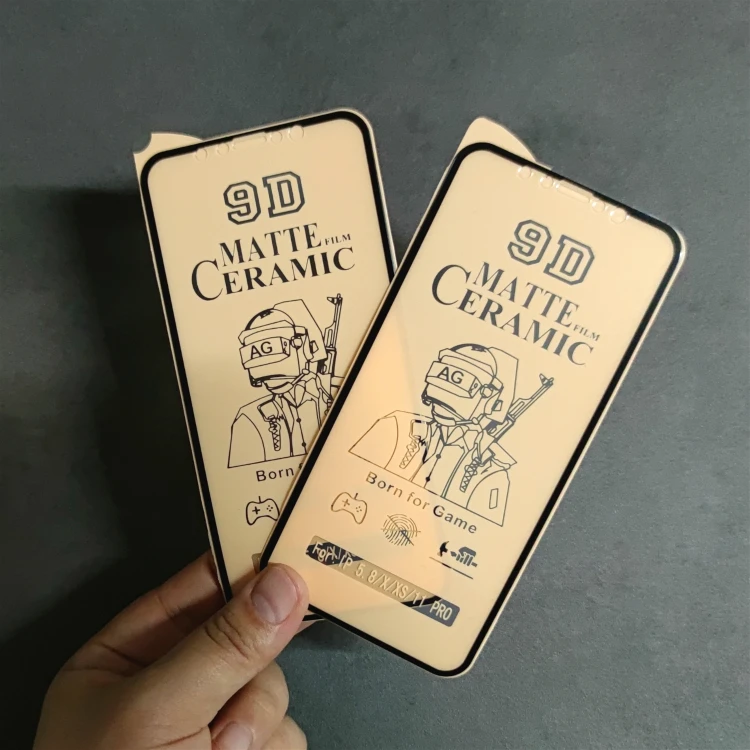 9D
MATTE FILM
CERAMIC
AG
Born f
9D
MATTE FILM
CERAMIC
AG
Born for Game
For IP 5.8/X/XS/11 PRO